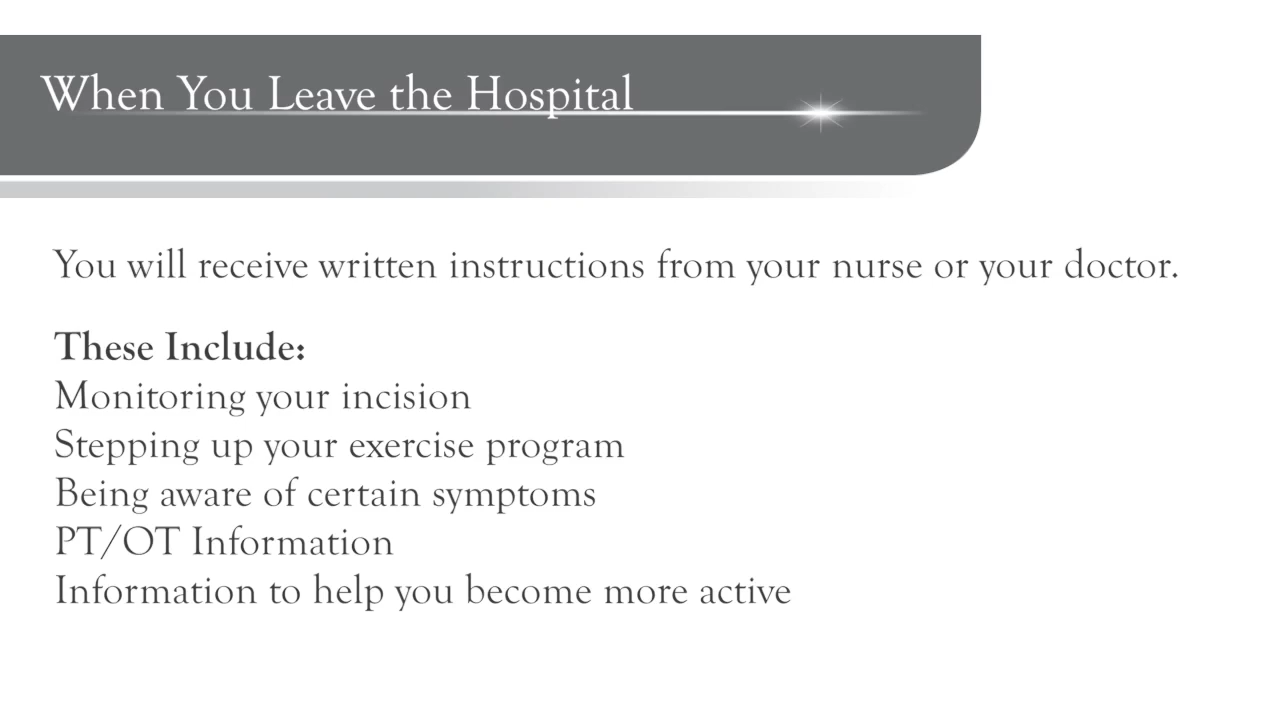 When You Leave the Hospital
You will receive written instructions from your nurse or your doctor.
These Include:
Monitoring your incision
Stepping up your exercise program
Being aware of certain symptoms
PT/OT Information
Information to help you become more active